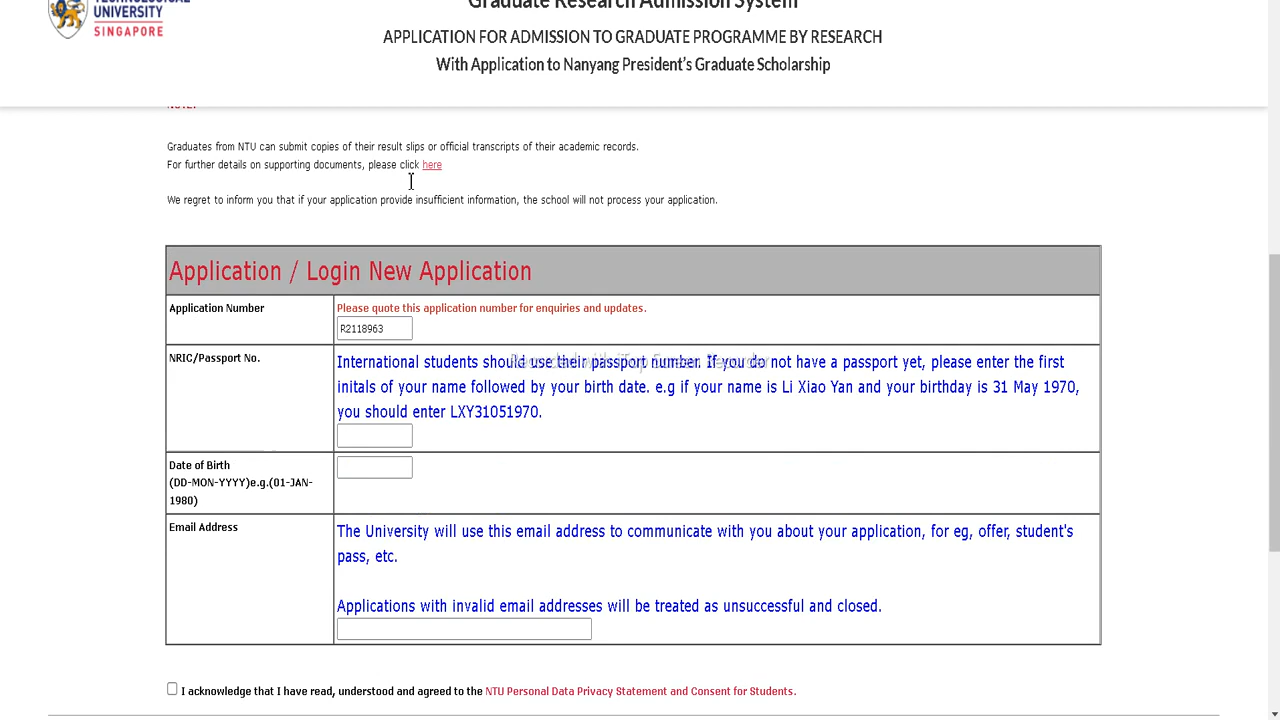 UNIVERSITY
SINGAPORE
Graduate Research Admission System
APPLICATION FOR ADMISSION TO GRADUATE PROGRAMME BY RESEARCH
With Application to Nanyang President's Graduate Scholarship
Graduates from NTU can submit copies of their result slips or official transcripts of their academic records.
For further details on supporting documents, please click here
We regret to inform you that if your application provide insufficient information, the school will not process your application.
Application / Login New Application
Application Number
Please quote this application number for enquiries and updates.
R2118963
NRIC/Passport No.
International students should use their passport number. If you do not have a passport yet, please enter the first
initals of your name followed by your birth date. e.g if your name is Li Xiao Yan and your birthday is 31 May 1970,
you should enter LXY31051970.
Date of Birth
(DD-MON-YYYY)e.g.(01-JAN-
1980)
Email Address
The University will use this email address to communicate with you about your application, for eg, offer, student's
pass, etc.
Applications with invalid email addresses will be treated as unsuccessful and closed.
I acknowledge that I have read, understood and agreed to the NTU Personal Data Privacy Statement and Consent for Students.